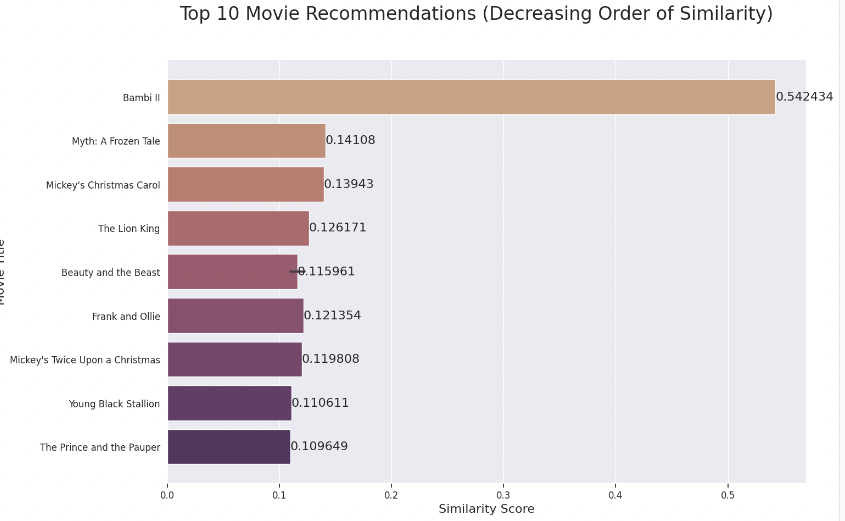 Top 10 Movie Recommendations (Decreasing Order of Similarity)
Bambi II 0.542434
Myth: A Frozen Tale 0.14108
Mickey's Christmas Carol 0.13943
The Lion King 0.126171
Beauty and the Beast 0.115961
Frank and Ollie 0.121354
Mickey's Twice Upon a Christmas 0.119808
Young Black Stallion 0.110611
The Prince and the Pauper 0.109649
0.0 0.1 0.2 0.3 0.4 0.5
Similarity Score
Movie Title